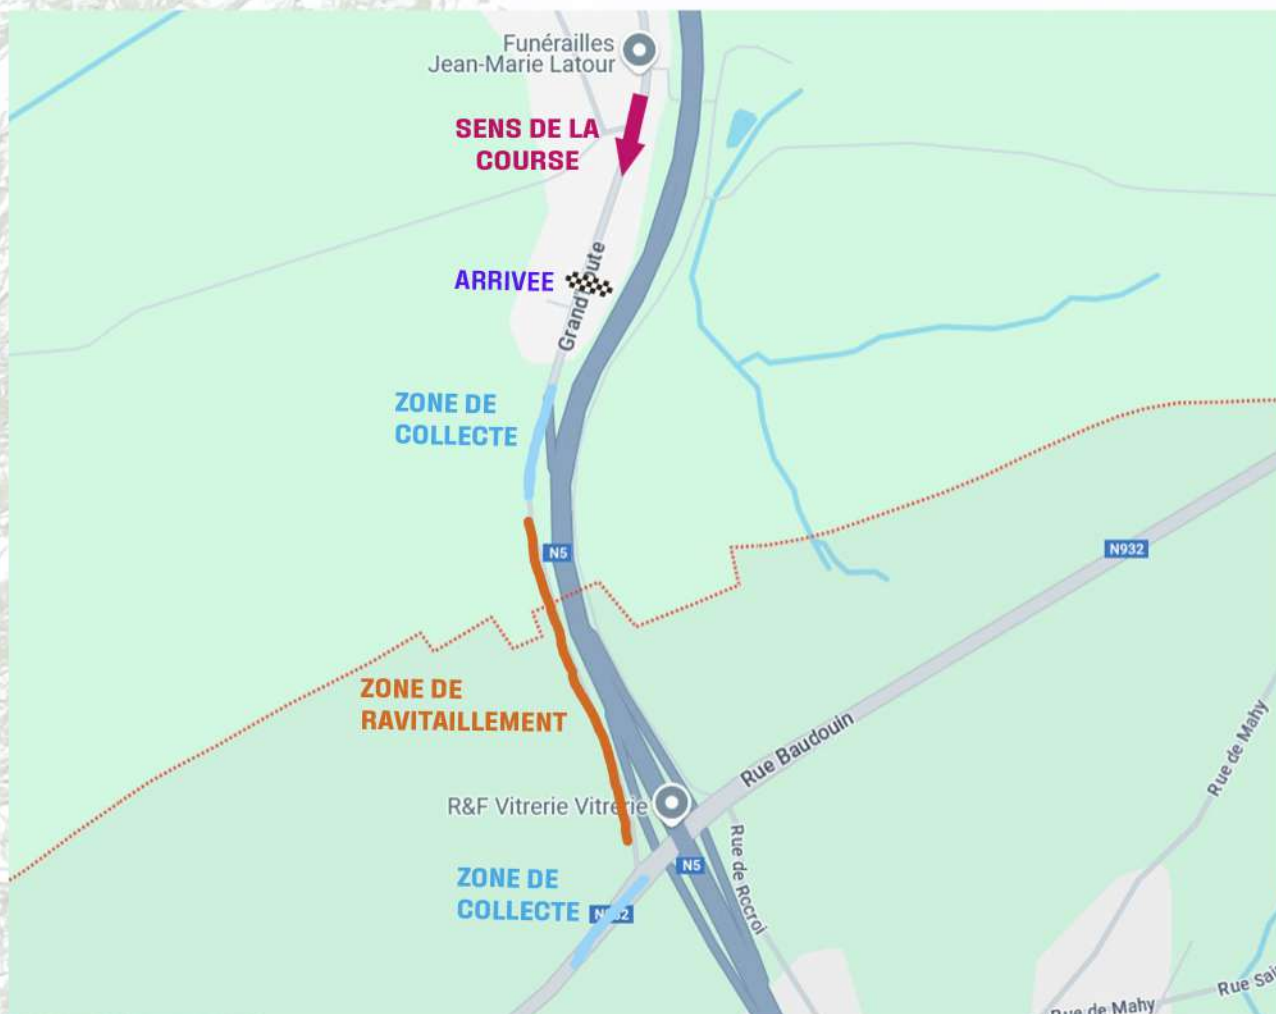 Funérailles
Jean-Marie Latour
SENS DE LA
COURSE
ARRIVEE
Grand'Route
ZONE DE
COLLECTE
N5
N932
ZONE DE
RAVITAILLEMENT
Rue Baudouin
Rue de Mahy
R&F Vitrerie Vitrerie
N5
Rue de Rocroi
ZONE DE
COLLECTE
Rue de Mahy